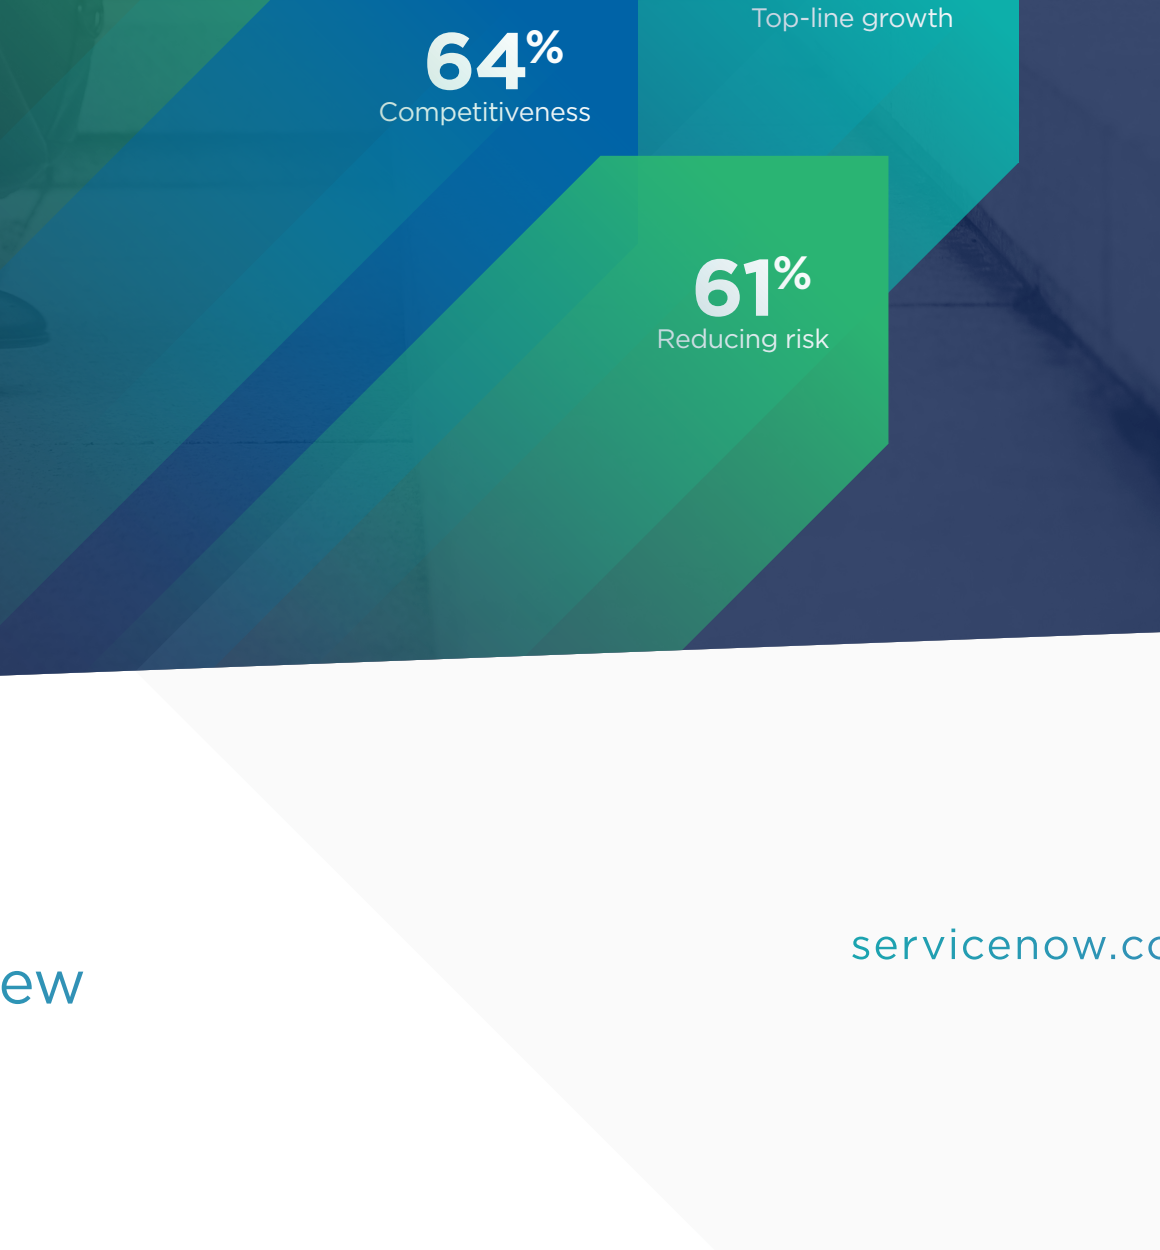 Top-line growth
64%
Competitiveness
61%
Reducing risk
servicenow.co
ew